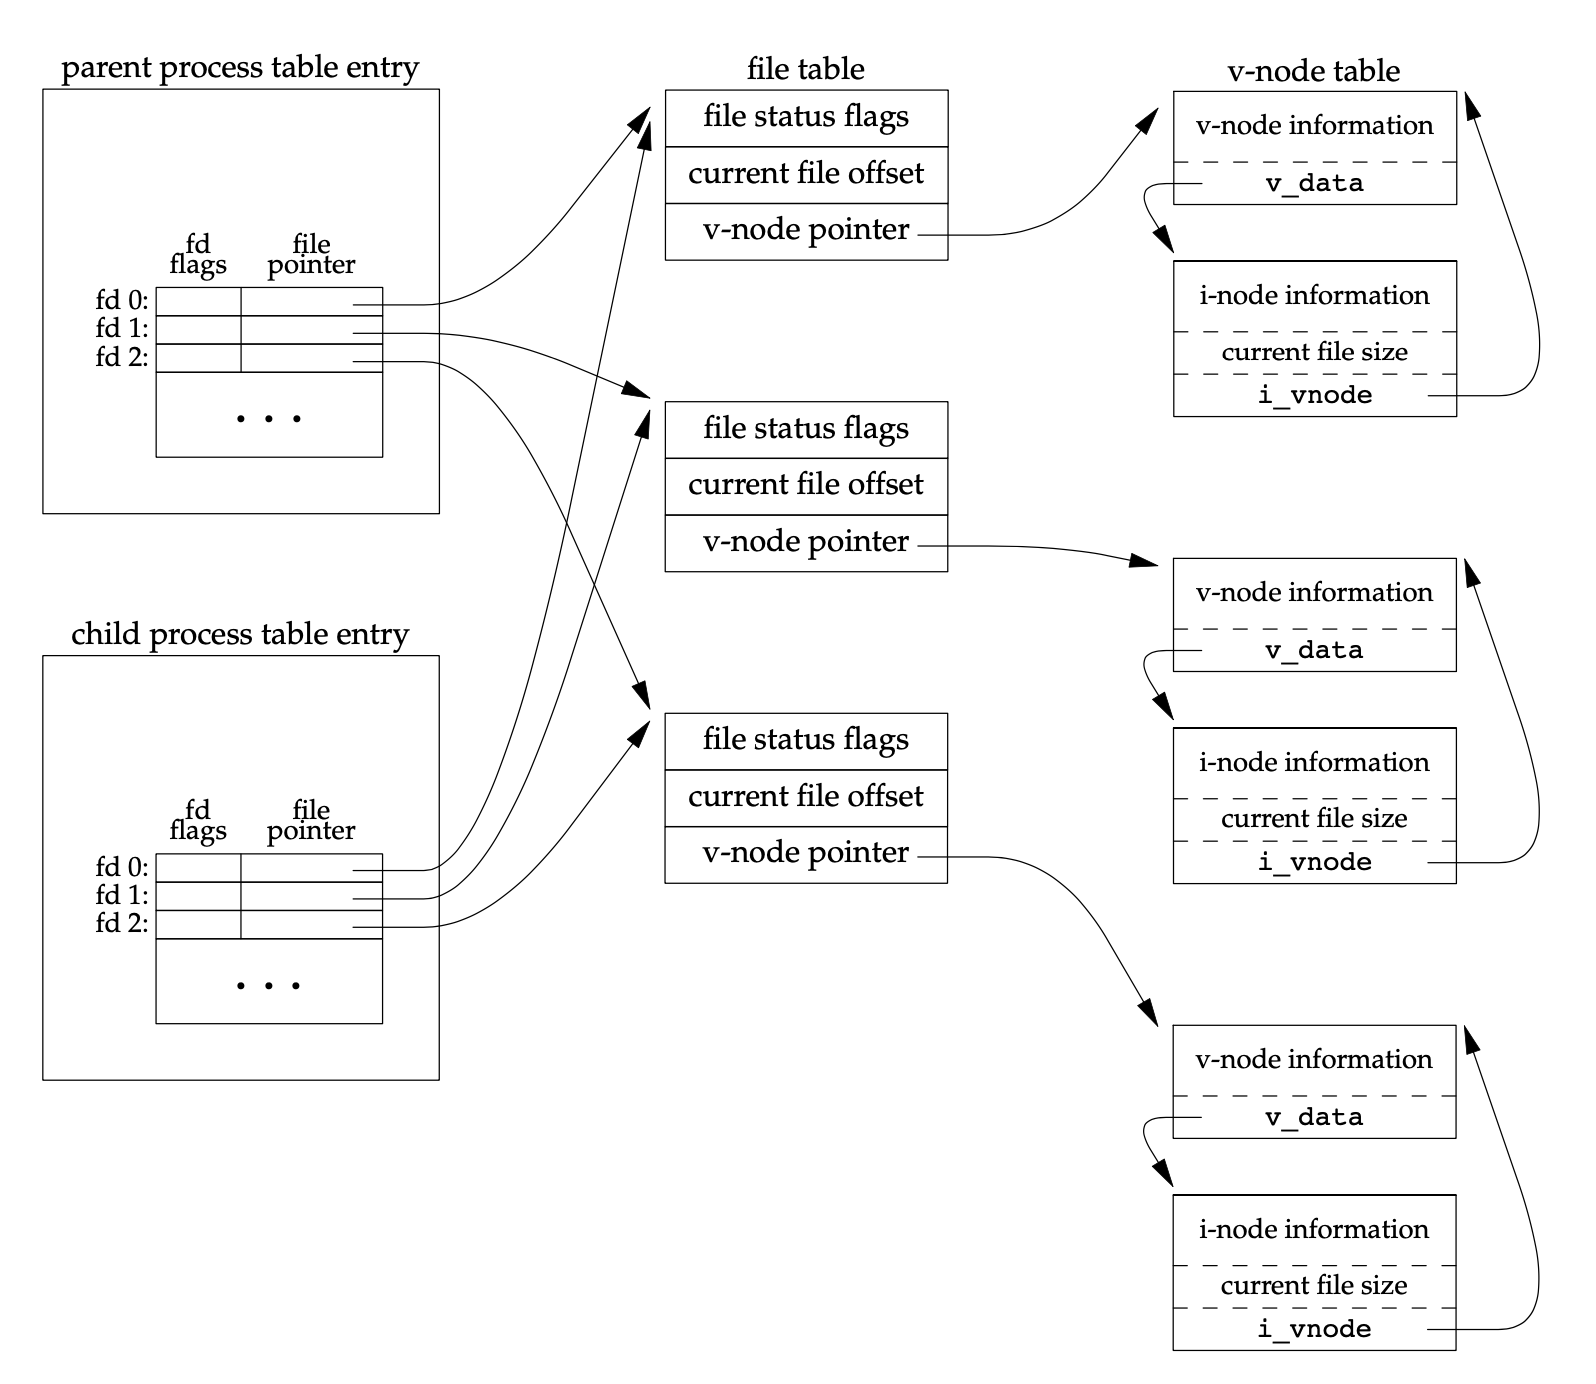 parent process table entry
fd
flags
file
pointer
fd 0:
fd 1:
fd 2:
. . .
child process table entry
fd
flags
file
pointer
fd 0:
fd 1:
fd 2:
. . .
file table
file status flags
current file offset
v-node pointer
file status flags
current file offset
v-node pointer
file status flags
current file offset
v-node pointer
v-node table
v-node information
v_data
i-node information
current file size
i_vnode
v-node information
v_data
i-node information
current file size
i_vnode
v-node information
v_data
i-node information
current file size
i_vnode